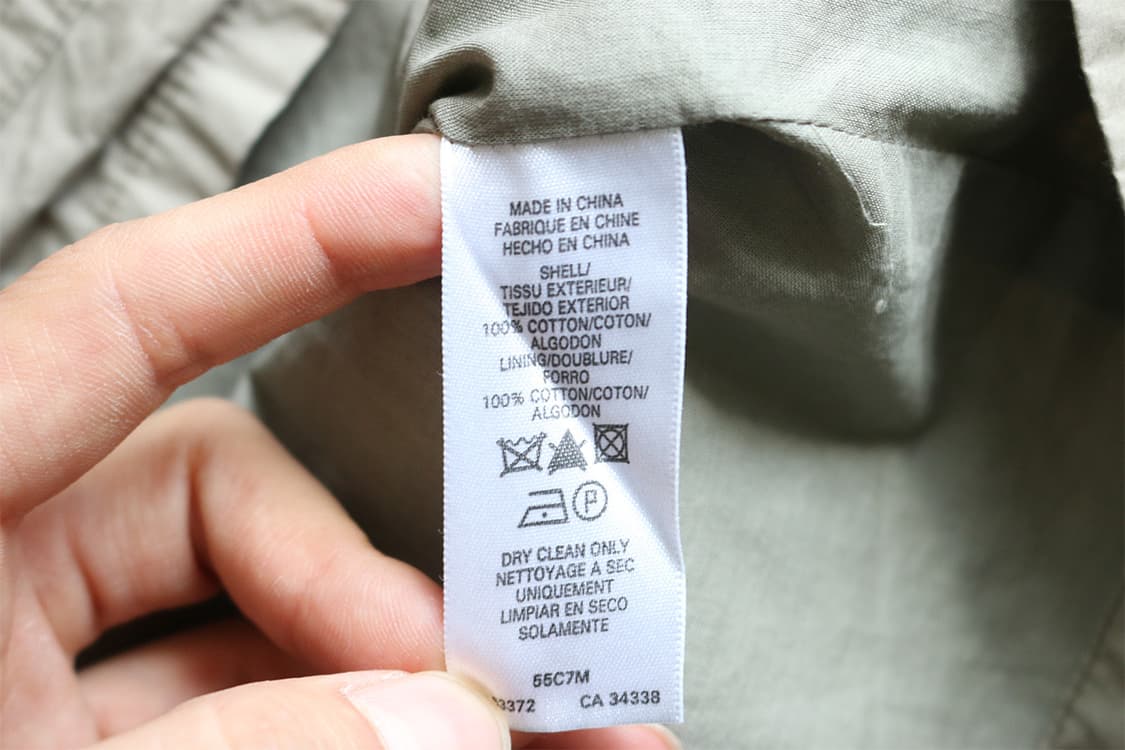 MADE IN CHINA
FABRIQUE EN CHINE
HECHO EN CHINA
SHELL/
TISSU EXTERIEUR/
TEJIDO EXTERIOR
100% COTTON/COTON/
ALGODON
LINING/DOUBLURE/
FORRO
100% COTTON/COTON/
ALGODON
P
DRY CLEAN ONLY
NETTOYAGE A SEC
UNIQUEMENT
LIMPIAR EN SECO
SOLAMENTE
55C7M
CA 34338